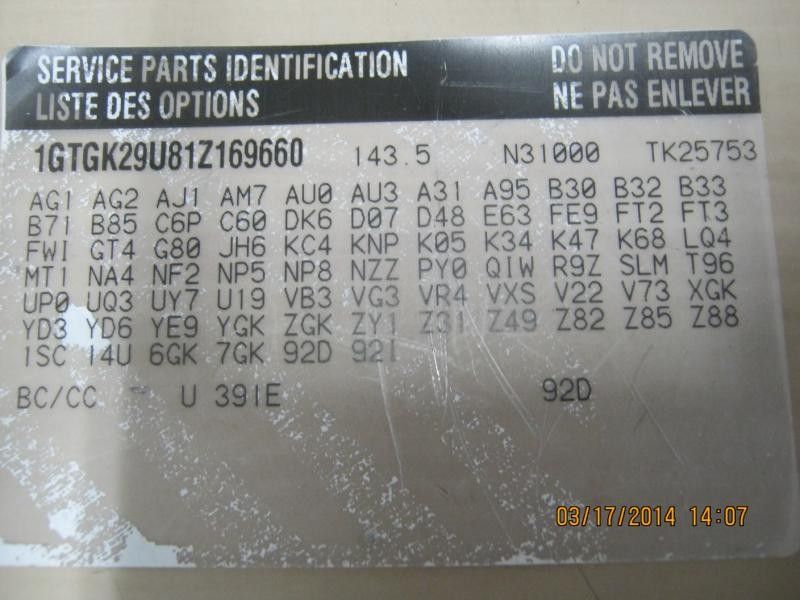 SERVICE PARTS IDENTIFICATION DO NOT REMOVE
LISTE DES OPTIONS NE PAS ENLEVER
1GTGK29U81Z169660 143.5 N31000 TK25753
AG1 AG2 AJ1 AM7 AU0 AU3 A31 A95 B30 B32 B33
B71 B85 C6P C60 DK6 D07 D48 E63 FE9 FT2 FT3
FWI GT4 G80 JH6 KC4 KNP K05 K34 K47 K68 LQ4
MT1 NA4 NF2 NP5 NP8 NZZ PY0 QIW R9Z SLM T96
UP0 UQ3 UY7 U19 VB3 VG3 VR4 VXS V22 V73 XGK
YD3 YD6 YE9 YGK ZGK ZY1 Z31 Z49 Z82 Z85 Z88
1SC 14U 6GK 7GK 92D 92I
BC/CC - U 391E 92D
03/17/2014 14:07